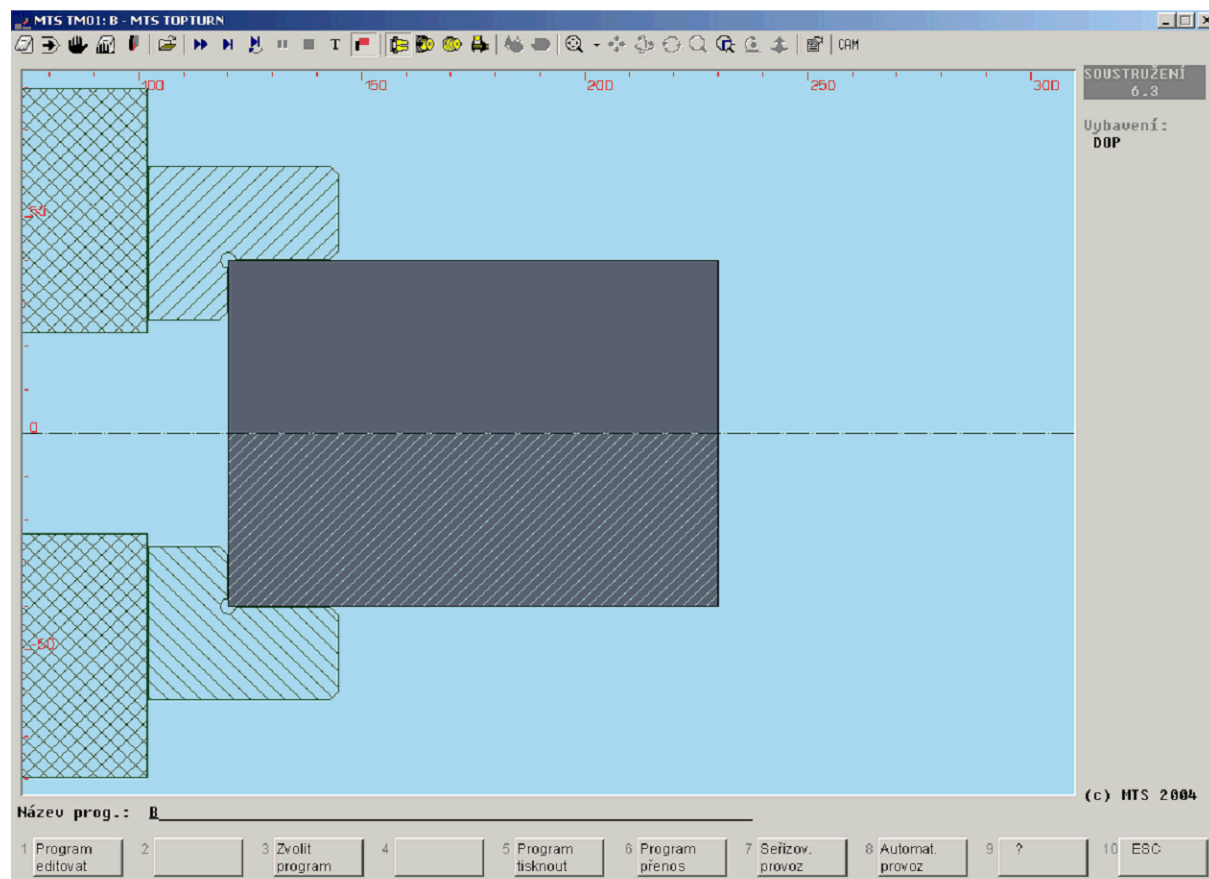 MTS TM01: B - MTS TOPTURN
T
CAM
100 150 200 250 300
SOUSTRUŽENÍ
6.3
Vybavení:
DOP
50
0
-50
(c) MTS 2004
Název prog.: B
1 Program editovat
2
3 Zvolit program
4
5 Program tisknout
6 Program přenos
7 Seřizov. provoz
8 Automat. provoz
9 ?
10 ESC